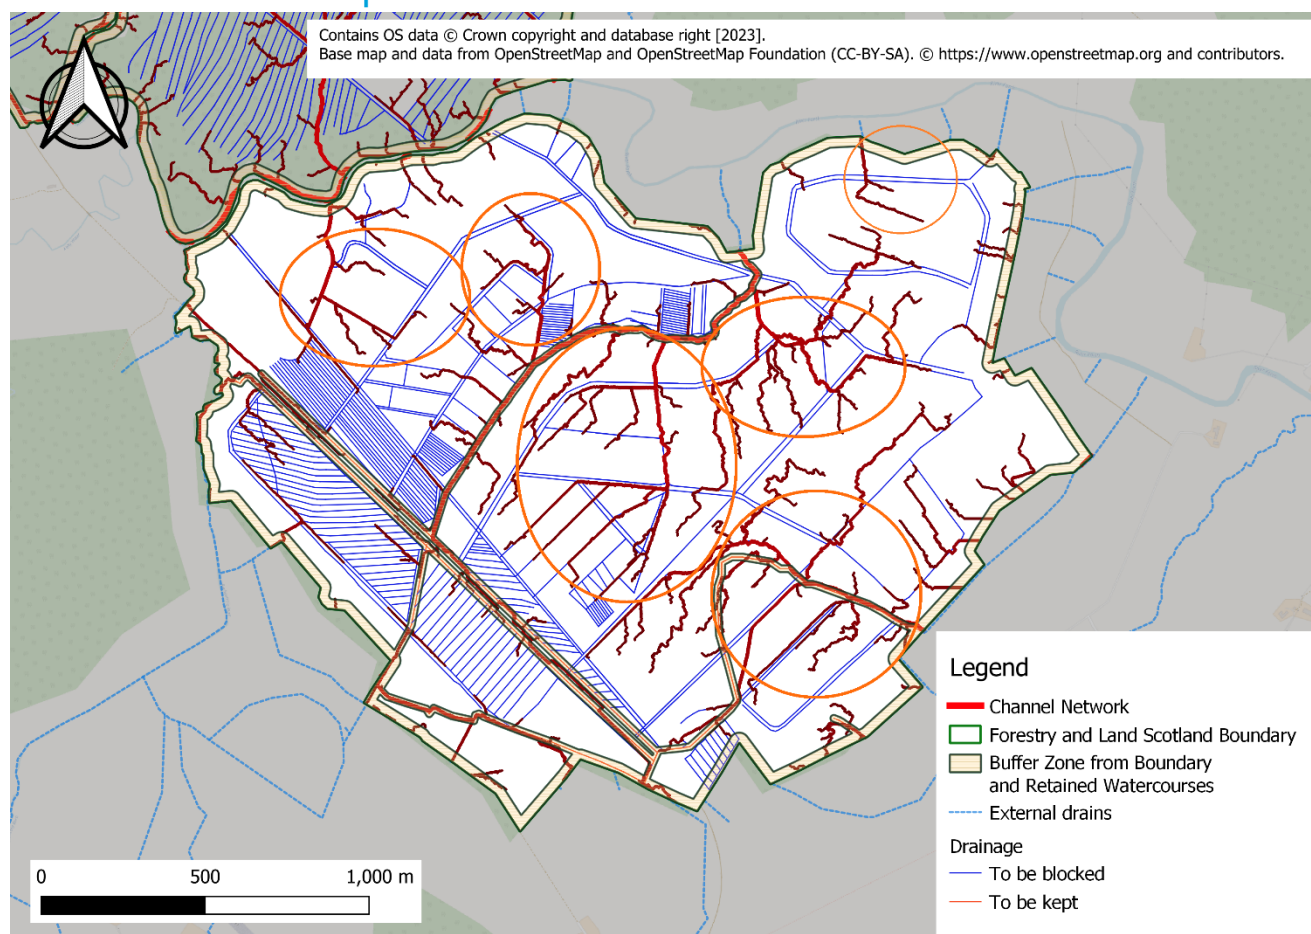 Contains OS data © Crown copyright and database right [2023].
Base map and data from OpenStreetMap and OpenStreetMap Foundation (CC-BY-SA). © https://www.openstreetmap.org and contributors.
Legend
Channel Network
Forestry and Land Scotland Boundary
Buffer Zone from Boundary
and Retained Watercourses
External drains
Drainage
To be blocked
To be kept
0 500 1,000 m